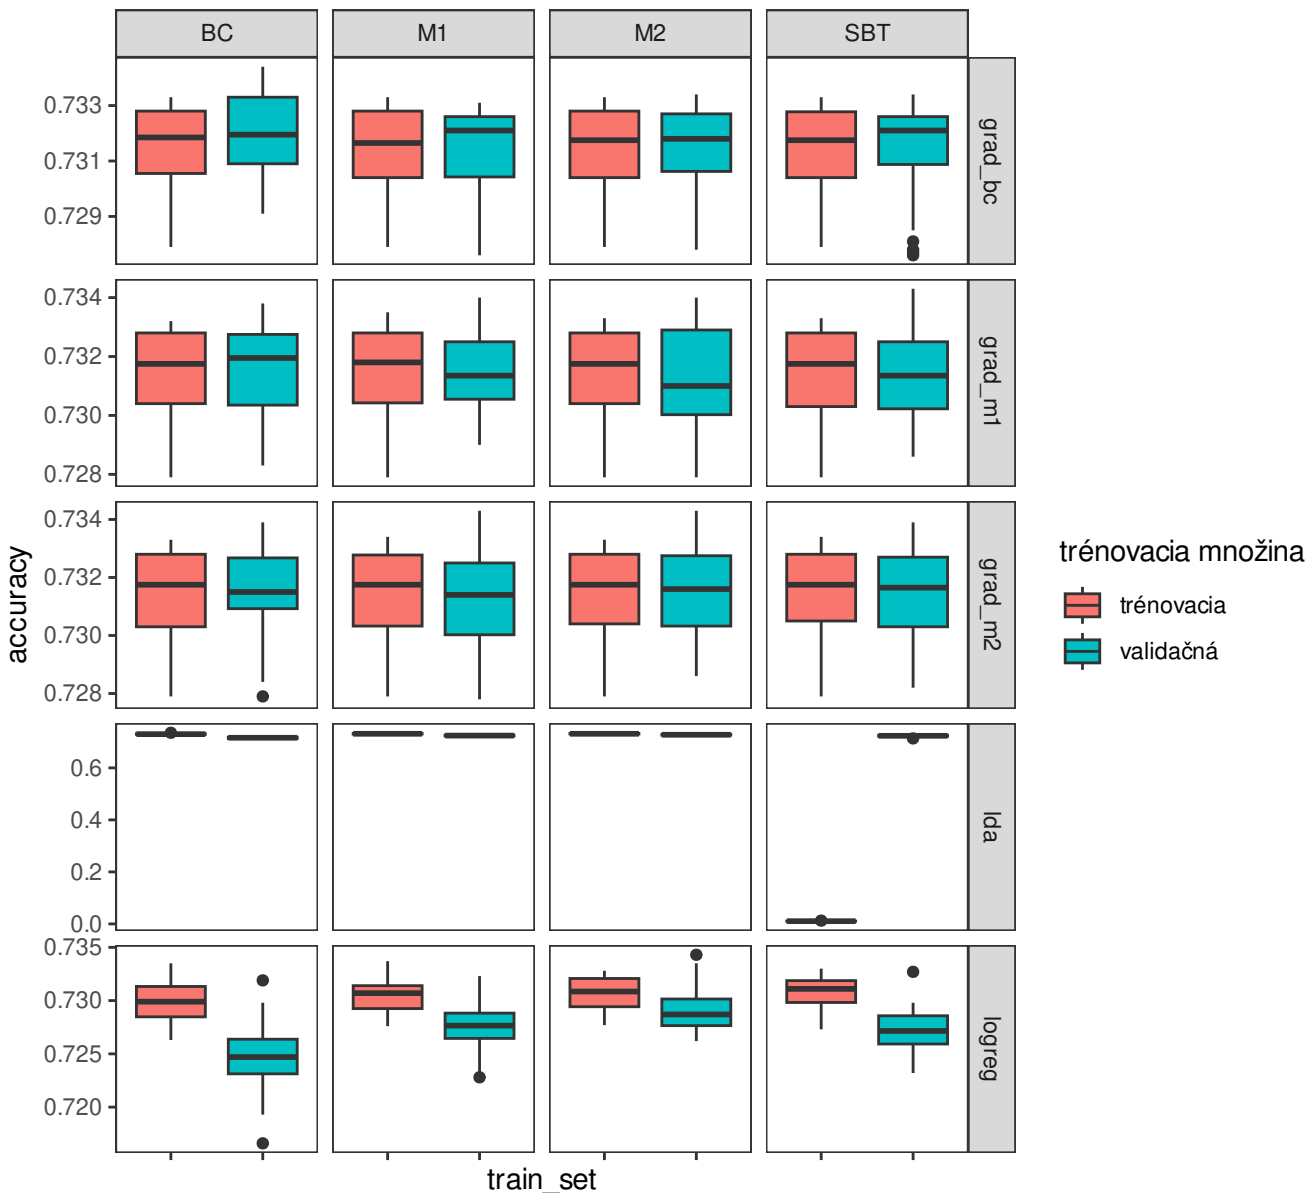 BC M1 M2 SBT
0.733
0.731
0.729
grad_bc
0.734
0.732
0.730
0.728
grad_m1
0.734
0.732
0.730
0.728
grad_m2
0.6
0.4
0.2
0.0
lda
0.735
0.730
0.725
0.720
logreg
accuracy
train_set
trénovacia množina
trénovacia
validačná